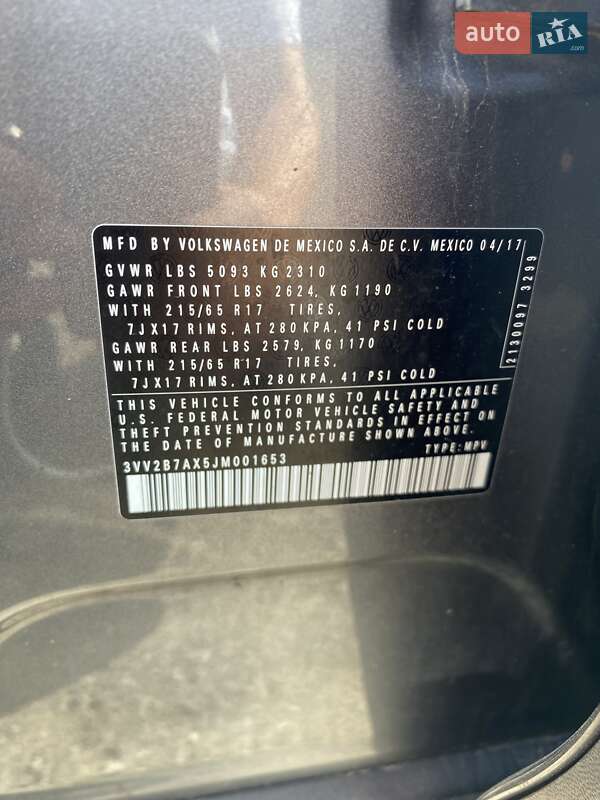 auto RIA .com
MFD BY VOLKSWAGEN DE MEXICO S.A. DE C.V. MEXICO 04/17
GVWR LBS 5093 KG 2310
GAWR FRONT LBS 2624, KG 1190
WITH 215/65 R17 TIRES,
7JX17 RIMS, AT 280 KPA, 41 PSI COLD
GAWR REAR LBS 2579, KG 1170
WITH 215/65 R17 TIRES,
7JX17 RIMS, AT 280 KPA, 41 PSI COLD
2130097 3299
THIS VEHICLE CONFORMS TO ALL APPLICABLE
U.S. FEDERAL MOTOR VEHICLE SAFETY AND
THEFT PREVENTION STANDARDS IN EFFECT ON
THE DATE OF MANUFACTURE SHOWN ABOVE.
3VV2B7AX5JM001653 TYPE: MPV